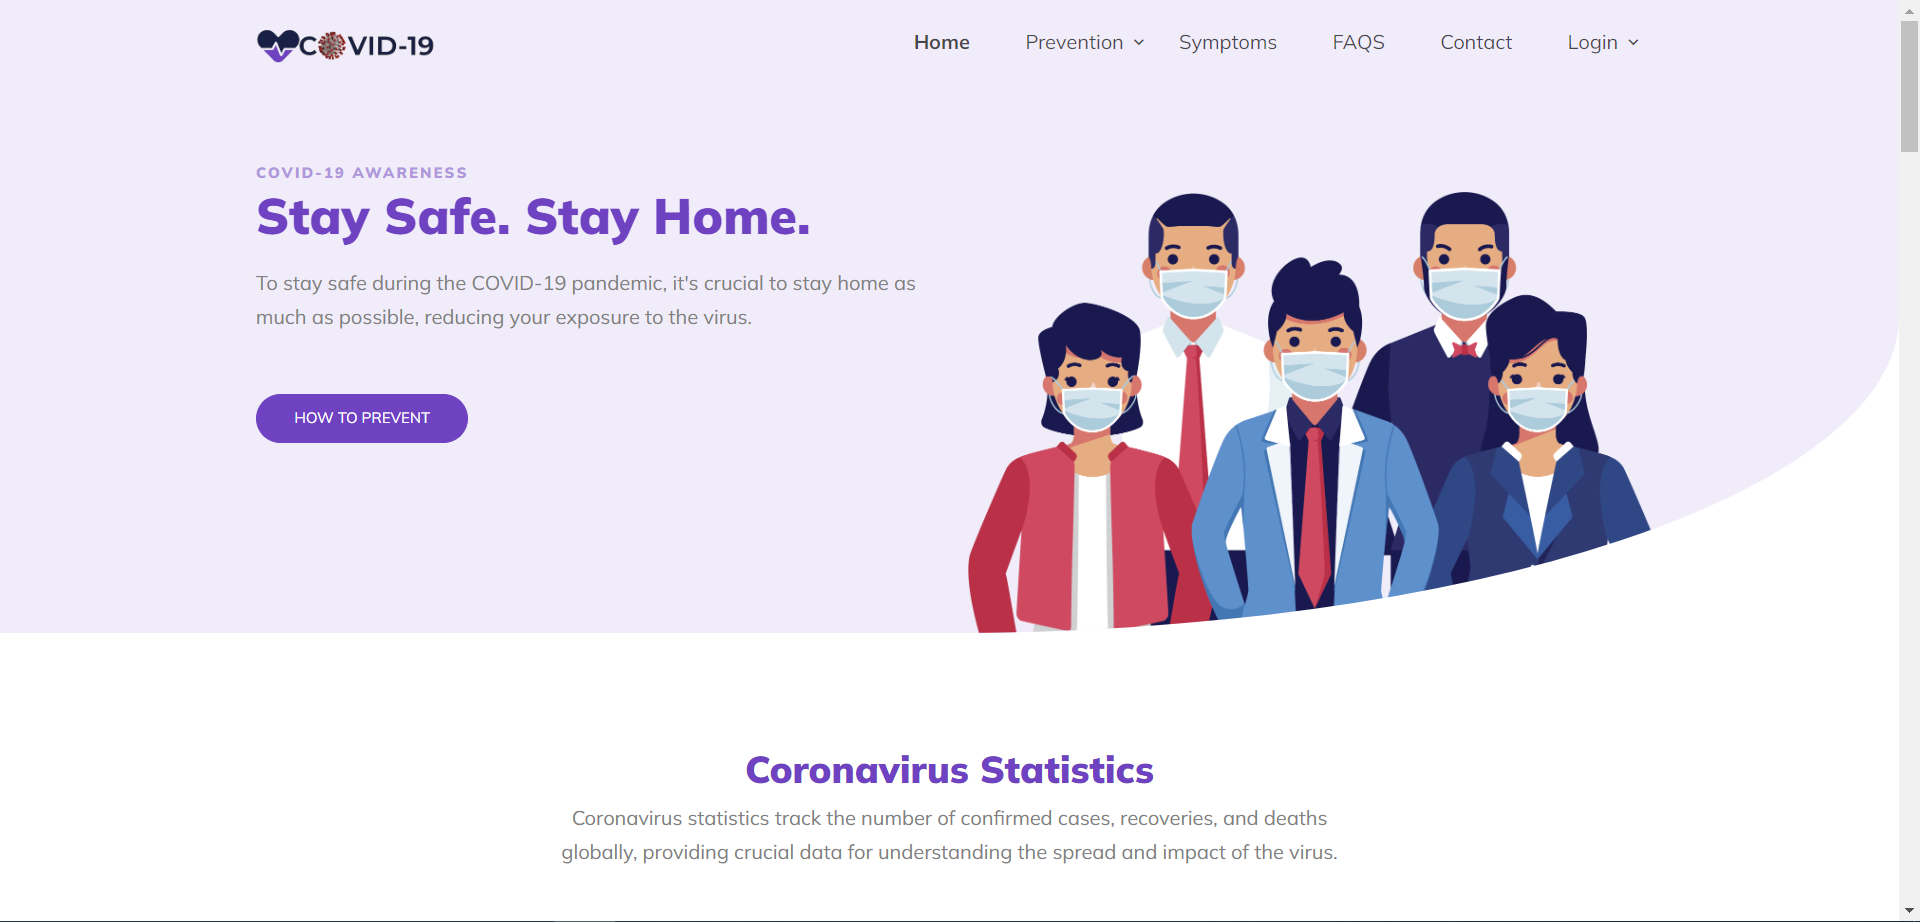 COVID-19
Home Prevention Symptoms FAQS Contact Login
COVID-19 AWARENESS
Stay Safe. Stay Home.
To stay safe during the COVID-19 pandemic, it's crucial to stay home as
much as possible, reducing your exposure to the virus.
HOW TO PREVENT
Coronavirus Statistics
Coronavirus statistics track the number of confirmed cases, recoveries, and deaths
globally, providing crucial data for understanding the spread and impact of the virus.